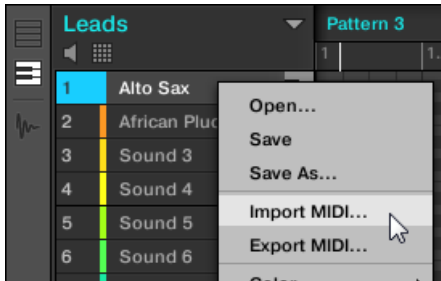 Leads
Pattern 3
1
1.
1 Alto Sax
2 African Pluc
3 Sound 3
4 Sound 4
5 Sound 5
6 Sound 6
Open...
Save
Save As...
Import MIDI...
Export MIDI...